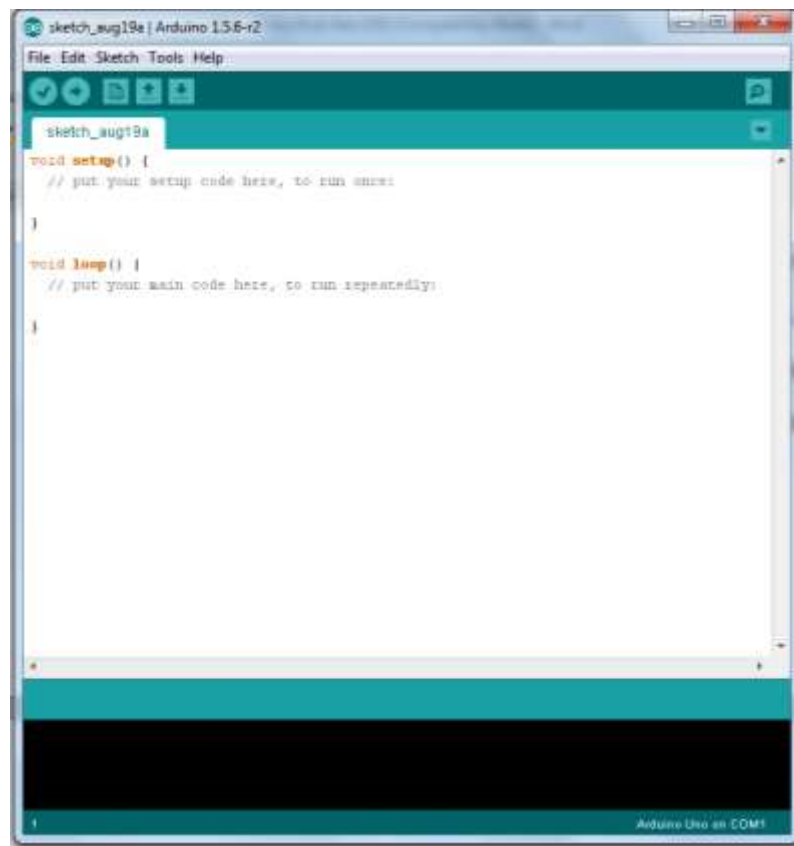 sketch_aug19a | Arduino 1.5.6-r2
File Edit Sketch Tools Help
sketch_aug19a
void setup() {
  // put your setup code here, to run once:
}
void loop() {
  // put your main code here, to run repeatedly:
}
1
Arduino Uno on COM1